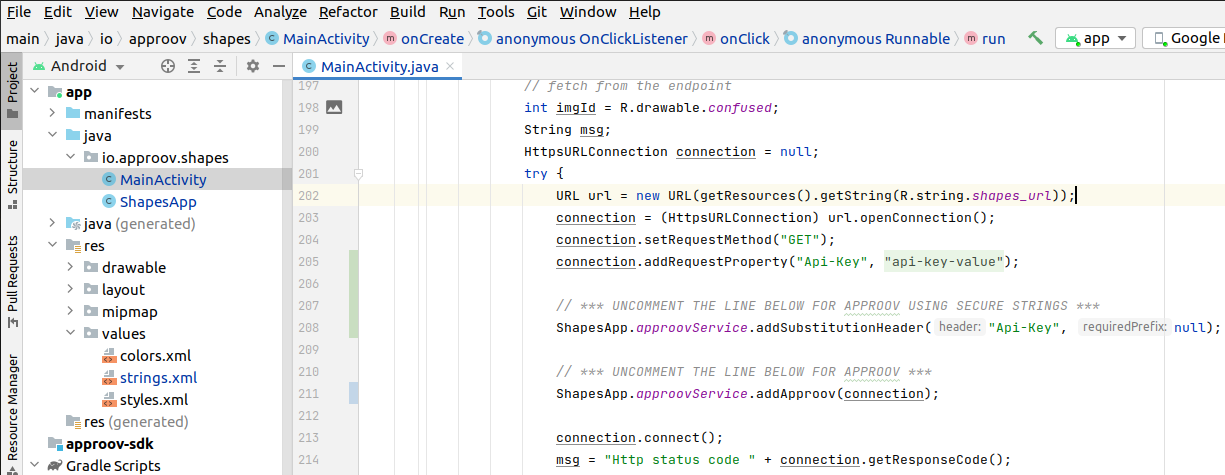 File Edit View Navigate Code Analyze Refactor Build Run Tools Git Window Help
main java io approov shapes MainActivity onCreate anonymous OnClickListener onClick anonymous Runnable run app Google
Project
Structure
Pull Requests
Resource Manager
Android
app
manifests
java
io.approov.shapes
MainActivity
ShapesApp
java (generated)
res
drawable
layout
mipmap
values
colors.xml
strings.xml
styles.xml
res (generated)
approov-sdk
Gradle Scripts
MainActivity.java
197 // fetch from the endpoint
198 int imgId = R.drawable.confused;
199 String msg;
200 HttpsURLConnection connection = null;
201 try {
202 URL url = new URL(getResources().getString(R.string.shapes_url));
203 connection = (HttpsURLConnection) url.openConnection();
204 connection.setRequestMethod("GET");
205 connection.addRequestProperty("Api-Key", "api-key-value");
206
207 // *** UNCOMMENT THE LINE BELOW FOR APPROOV USING SECURE STRINGS ***
208 ShapesApp.approovService.addSubstitutionHeader( header: "Api-Key", requiredPrefix: null);
209
210 // *** UNCOMMENT THE LINE BELOW FOR APPROOV ***
211 ShapesApp.approovService.addApproov(connection);
212
213 connection.connect();
214 msg = "Http status code " + connection.getResponseCode();